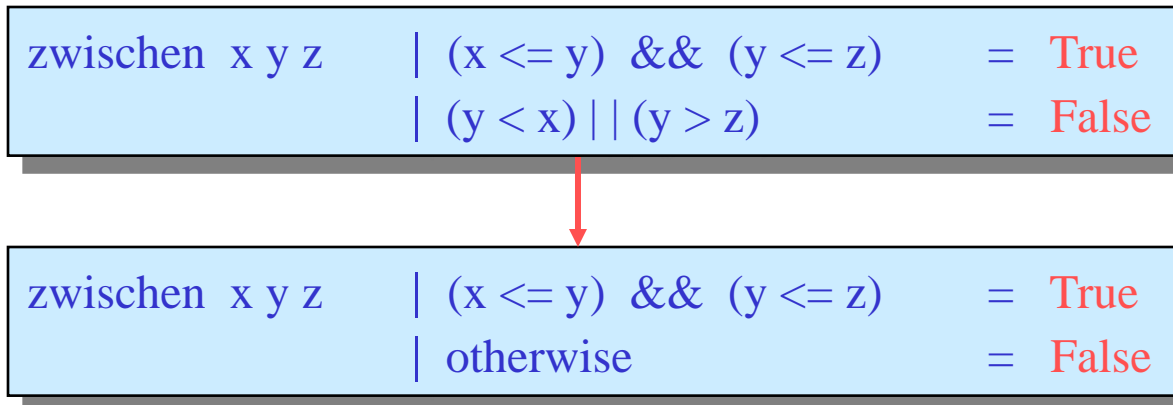 zwischen x y z | (x <= y) && (y <= z) = True
| (y < x) | | (y > z) = False
zwischen x y z | (x <= y) && (y <= z) = True
| otherwise = False